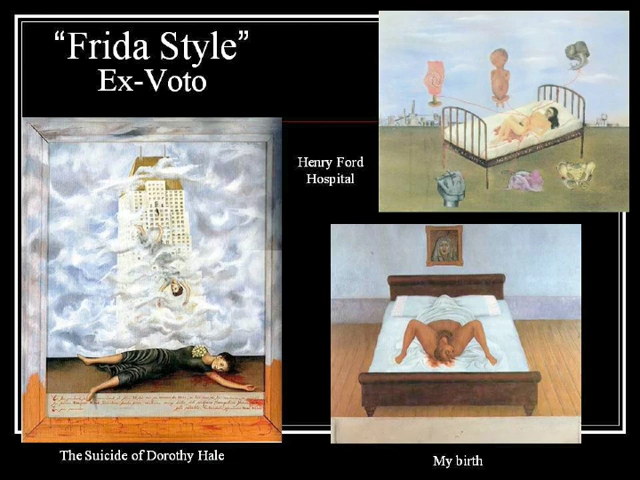 “Frida Style”
Ex-Voto
Henry Ford
Hospital
The Suicide of Dorothy Hale
My birth